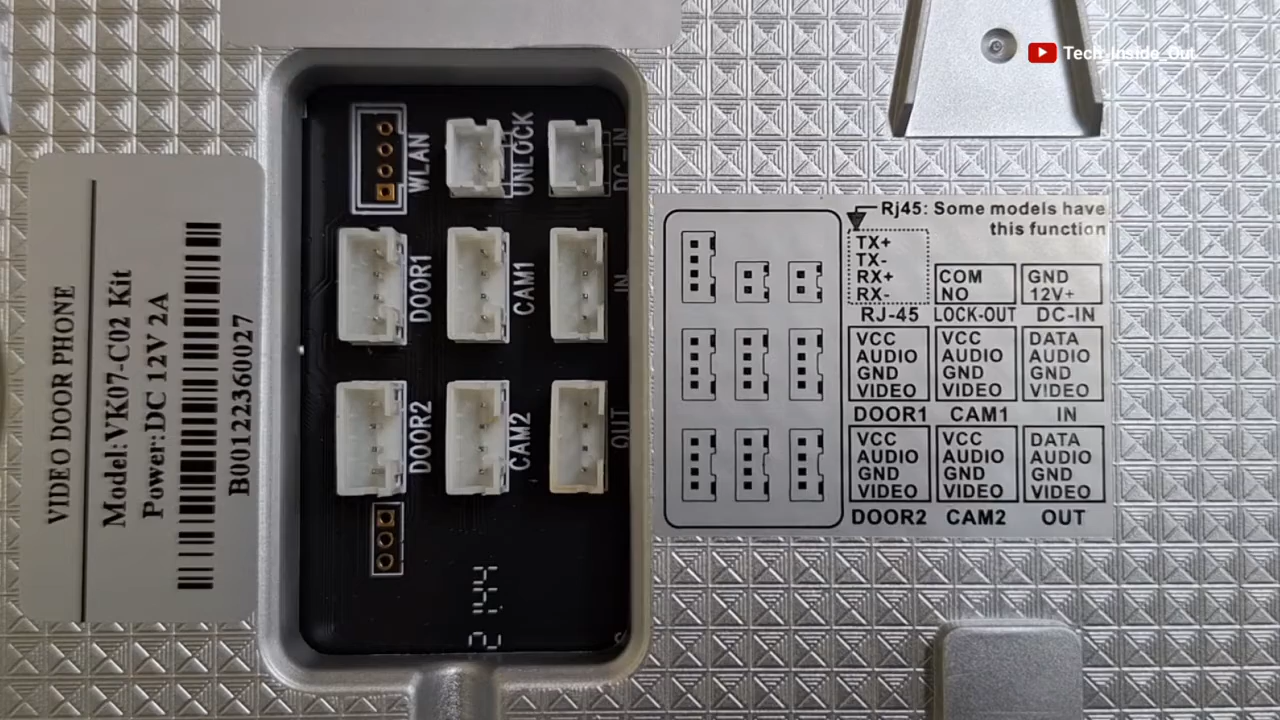 Tech-Inside_Out
VIDEO DOOR PHONE
Model:VK07-C02 Kit
Power:DC 12V 2A
B001222360027
WLAN
UNLOCK
DC-IN
DOOR1
CAM1
IN
DOOR2
CAM2
OUT
Rj45: Some models have
this function
TX+
TX-
RX+
RX-
RJ-45
COM
NO
LOCK-OUT
GND
12V+
DC-IN
VCC
AUDIO
GND
VIDEO
DOOR1
VCC
AUDIO
GND
VIDEO
CAM1
DATA
AUDIO
GND
VIDEO
IN
VCC
AUDIO
GND
VIDEO
DOOR2
VCC
AUDIO
GND
VIDEO
CAM2
DATA
AUDIO
GND
VIDEO
OUT